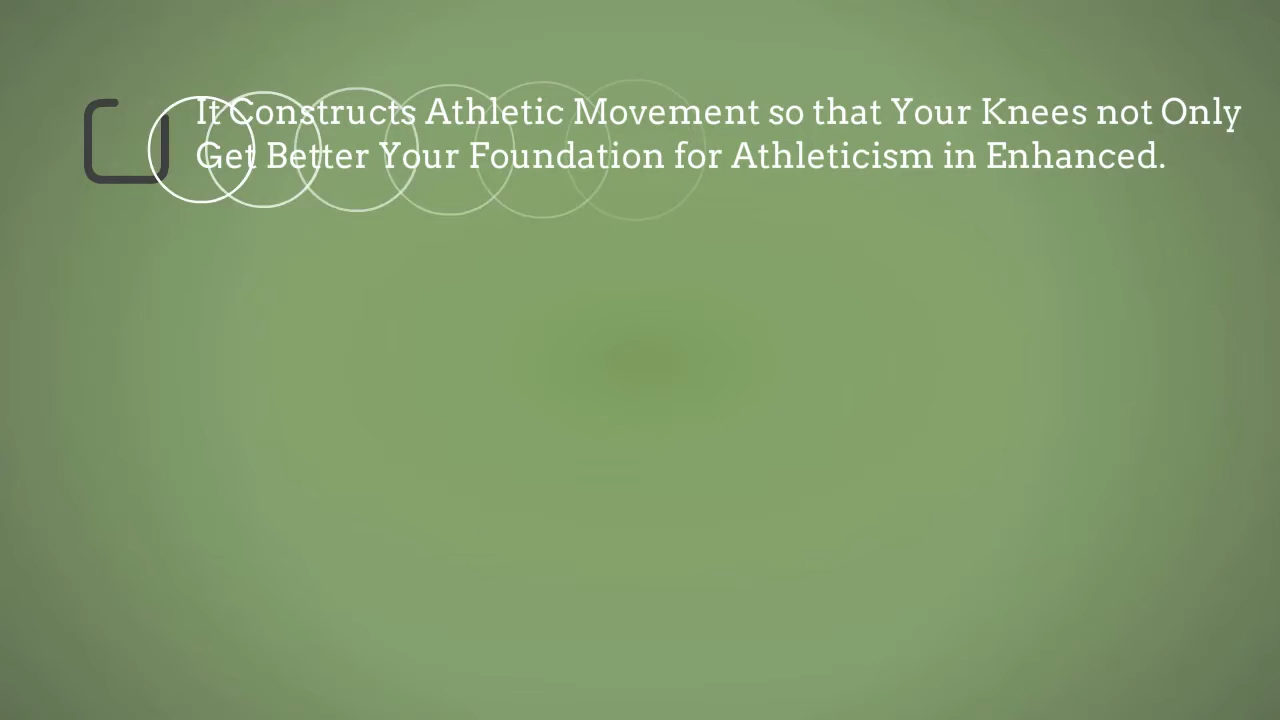 It Constructs Athletic Movement so that Your Knees not Only
Get Better Your Foundation for Athleticism in Enhanced.